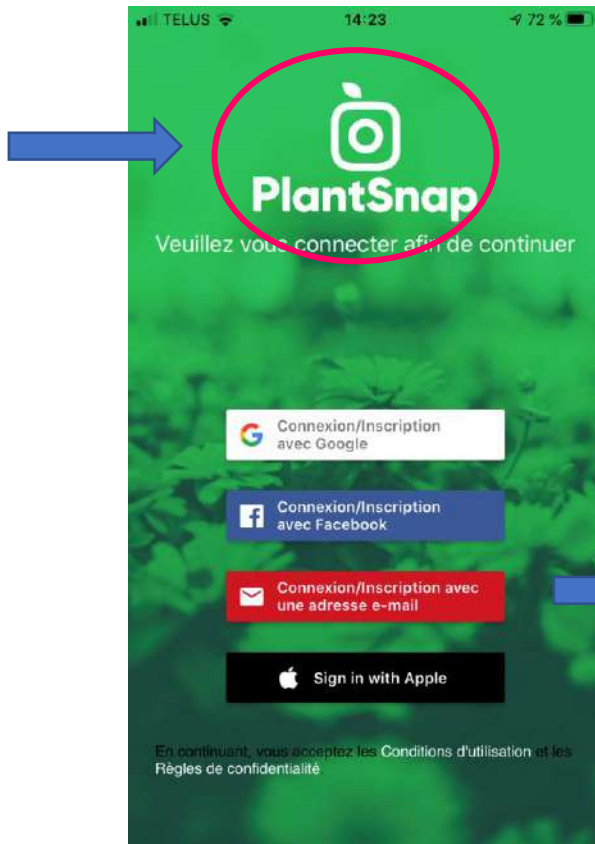 TELUS 14:23 72 %
PlantSnap
Veuillez vous connecter afin de continuer
Connexion/Inscription
avec Google
Connexion/Inscription
avec Facebook
Connexion/Inscription avec
une adresse e-mail
Sign in with Apple
En continuant, vous acceptez les Conditions d'utilisation et les
Règles de confidentialité